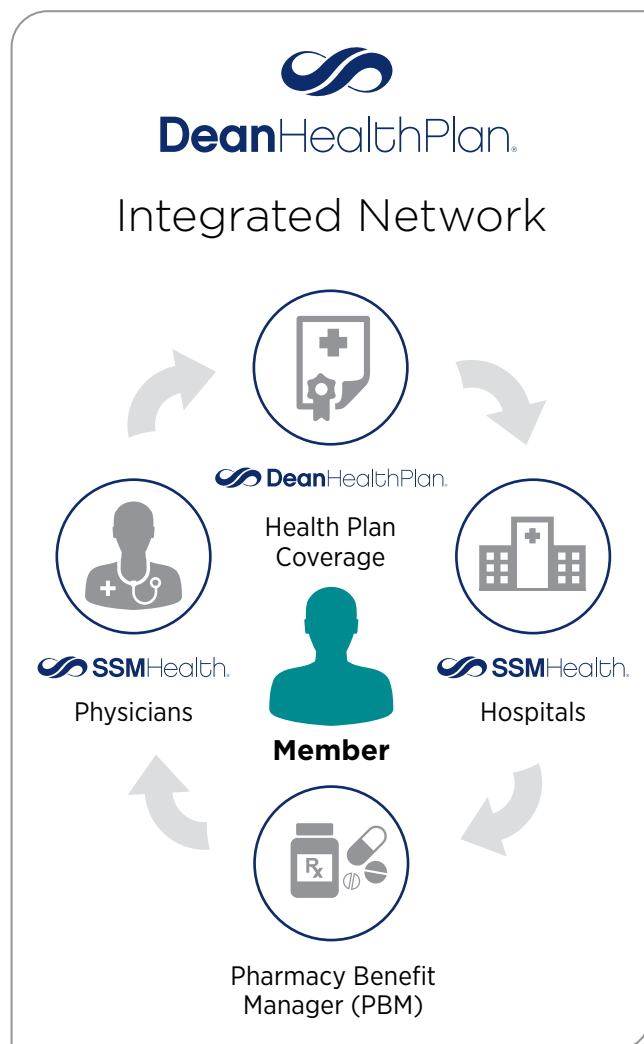 DeanHealthPlan®
Integrated Network
DeanHealthPlan®
Health Plan
Coverage
SSMHealth®
Physicians
SSMHealth®
Hospitals
Member
Rx
Pharmacy Benefit
Manager (PBM)